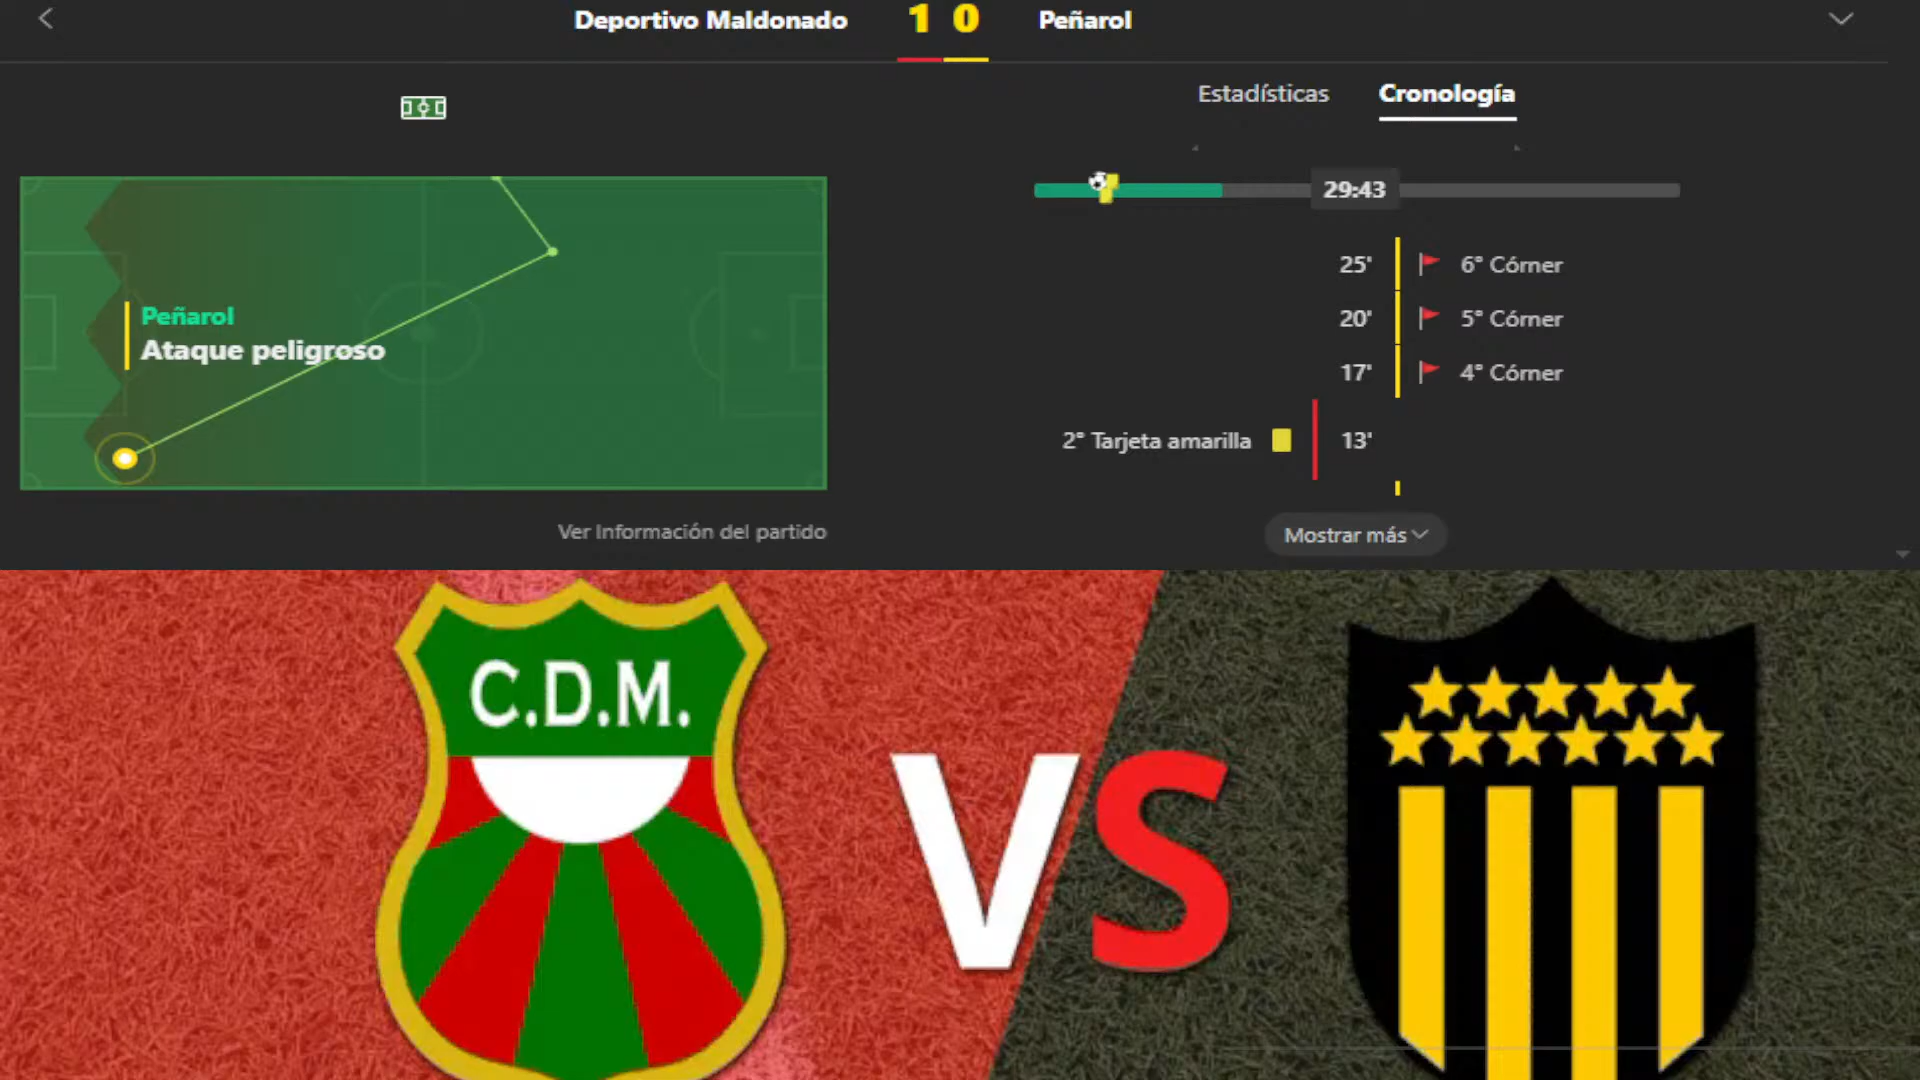 Deportivo Maldonado 1 0 Peñarol
Estadísticas Cronología
29:43
25' 6° Córner
20' 5° Córner
17' 4° Córner
2° Tarjeta amarilla 13'
Mostrar más
Peñarol
Ataque peligroso
Ver Información del partido
C.D.M.
VS